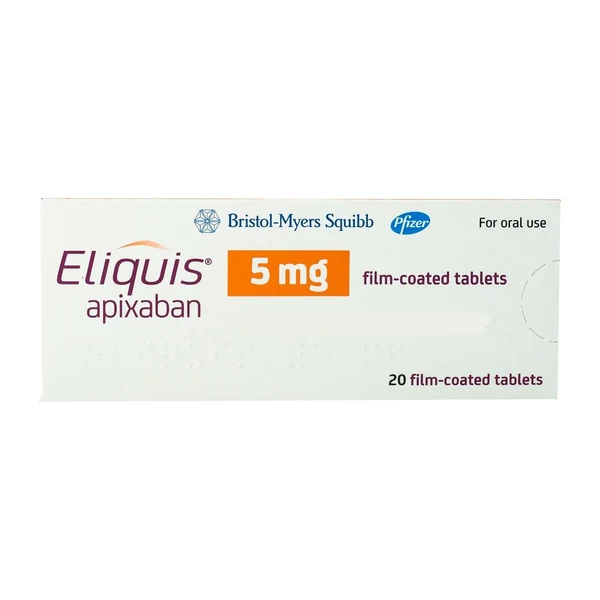 Bristol-Myers Squibb Pfizer For oral use
Eliquis® 5 mg film-coated tablets
apixaban
20 film-coated tablets